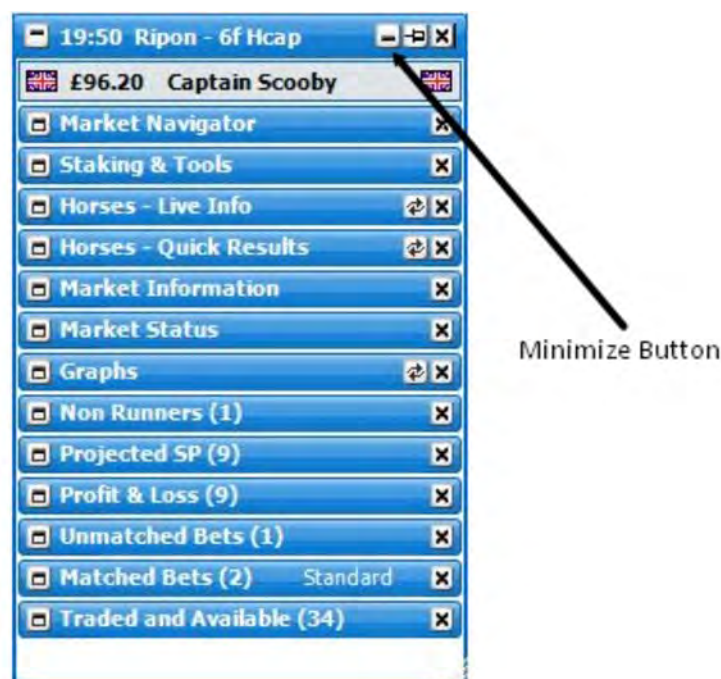 19:50 Ripon - 6f Hcap
£96.20 Captain Scooby
Market Navigator
Staking & Tools
Horses - Live Info
Horses - Quick Results
Market Information
Market Status
Minimize Button
Graphs
Non Runners (1)
Projected SP (9)
Profit & Loss (9)
Unmatched Bets (1)
Matched Bets (2) Standard
Traded and Available (34)